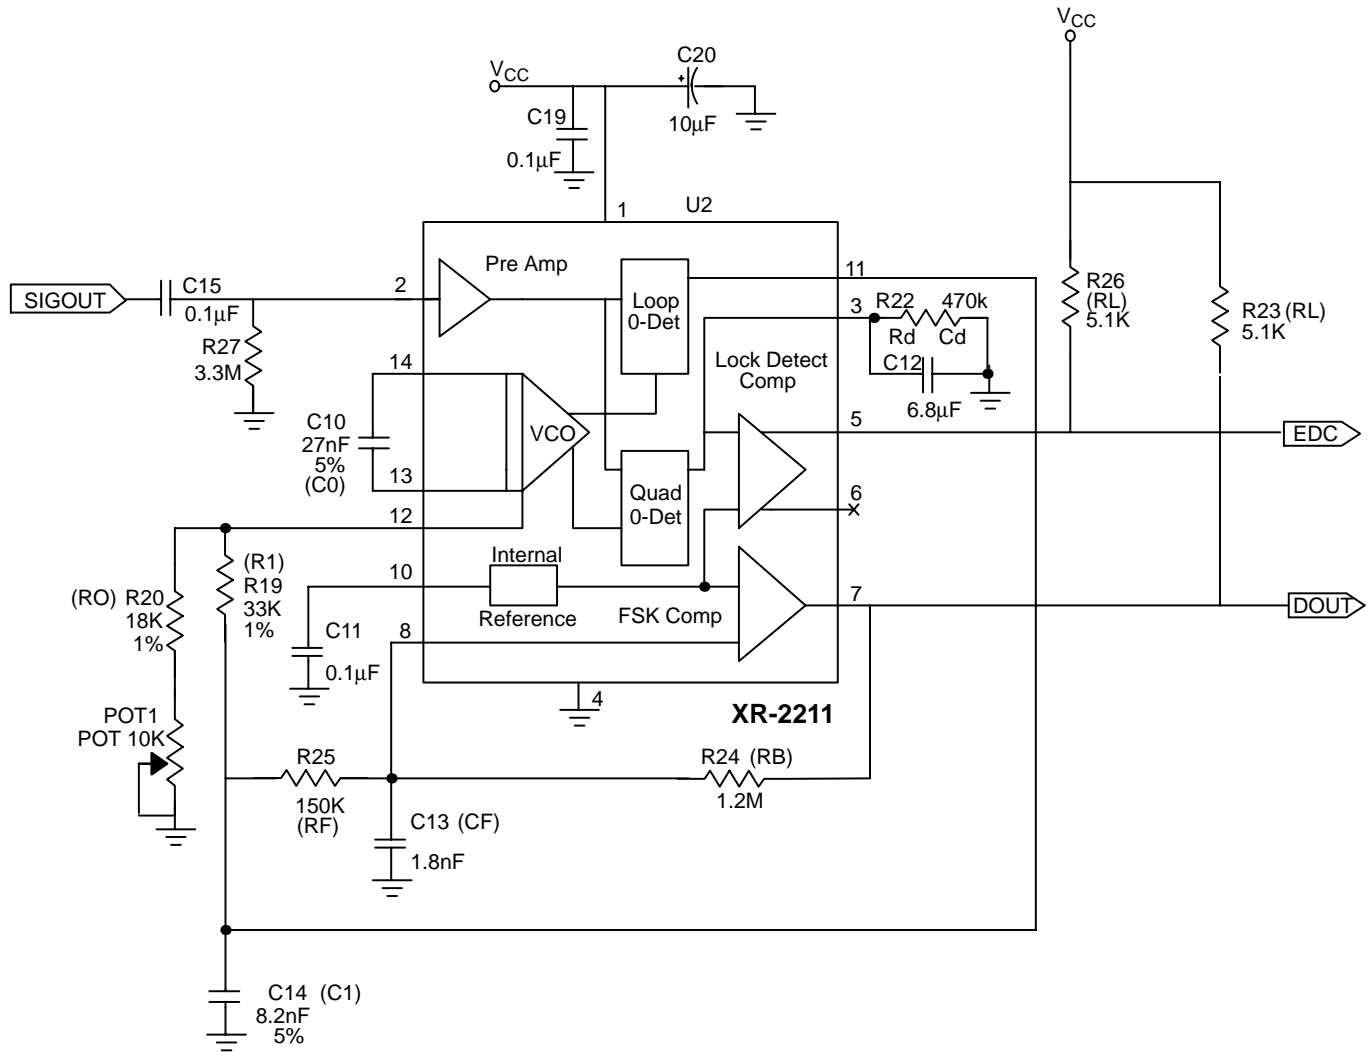 VCC
C20
10µF
C19
0.1µF
VCC
1
U2
SIGOUT
C15
0.1µF
R27
3.3M
2
Pre Amp
Loop
0-Det
11
3
R22
470k
Rd
Cd
C12
6.8µF
R26
(RL)
5.1K
R23 (RL)
5.1K
14
C10
27nF
5%
(C0)
13
VCO
Lock Detect
Comp
5
EDC
Quad
0-Det
6
12
(R1)
R19
33K
1%
(RO) R20
18K
1%
10
Internal
Reference
C11
0.1µF
8
FSK Comp
7
DOUT
4
XR-2211
POT1
POT 10K
R25
150K
(RF)
R24 (RB)
1.2M
C13 (CF)
1.8nF
C14 (C1)
8.2nF
5%